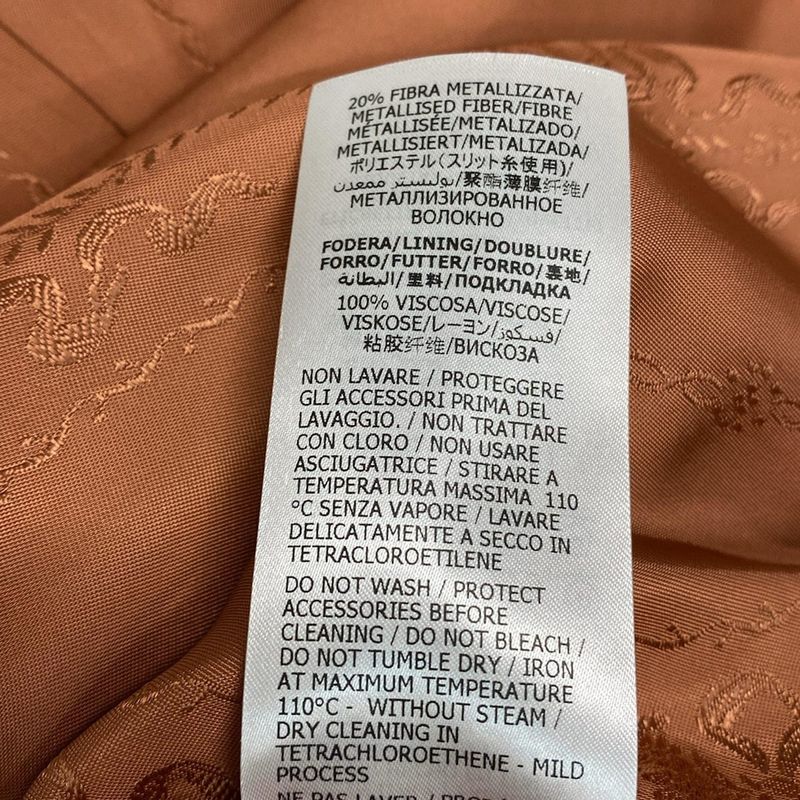 20% FIBRA METALLIZZATA/
METALLISED FIBER/FIBRE
MÉTALLISÉE/METALIZADO/
METALLISIERT/METALIZADA/
ポリエステル(スリット糸使用)/
بوليستر ممعدن/聚酯薄膜纤维/
МЕТАЛЛИЗИРОВАННОЕ
ВОЛОКНО
FODERA/LINING/DOUBLURE/
FORRO/FUTTER/FORRO/裏地/
البطانة/里料/ПОДКЛАДКА
100% VISCOSA/VISCOSE/
VISKOSE/レーヨン/فسكوز/
粘胶纤维/ВИСКОЗА
NON LAVARE / PROTEGGERE
GLI ACCESSORI PRIMA DEL
LAVAGGIO. / NON TRATTARE
CON CLORO / NON USARE
ASCIUGATRICE / STIRARE A
TEMPERATURA MASSIMA 110
°C SENZA VAPORE / LAVARE
DELICATAMENTE A SECCO IN
TETRACLOROETILENE
DO NOT WASH / PROTECT
ACCESSORIES BEFORE
CLEANING / DO NOT BLEACH /
DO NOT TUMBLE DRY / IRON
AT MAXIMUM TEMPERATURE
110°C - WITHOUT STEAM /
DRY CLEANING IN
TETRACHLOROETHENE - MILD
PROCESS
NE PAS LAVER / PROTÉGER